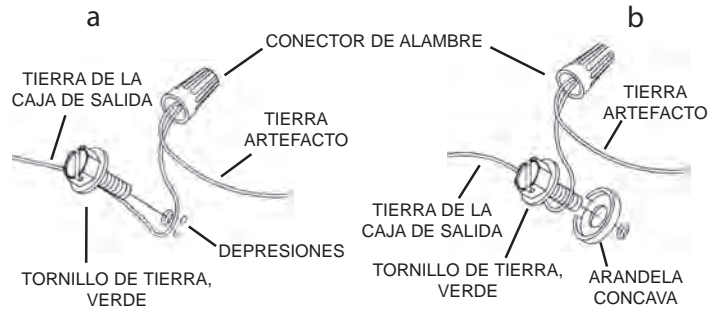 a
b
CONECTOR DE ALAMBRE
TIERRA DE LA
CAJA DE SALIDA
TIERRA
ARTEFACTO
DEPRESIONES
TORNILLO DE TIERRA,
VERDE
TIERRA
ARTEFACTO
TIERRA DE LA
CAJA DE SALIDA
TORNILLO DE TIERRA,
VERDE
ARANDELA
CONCAVA